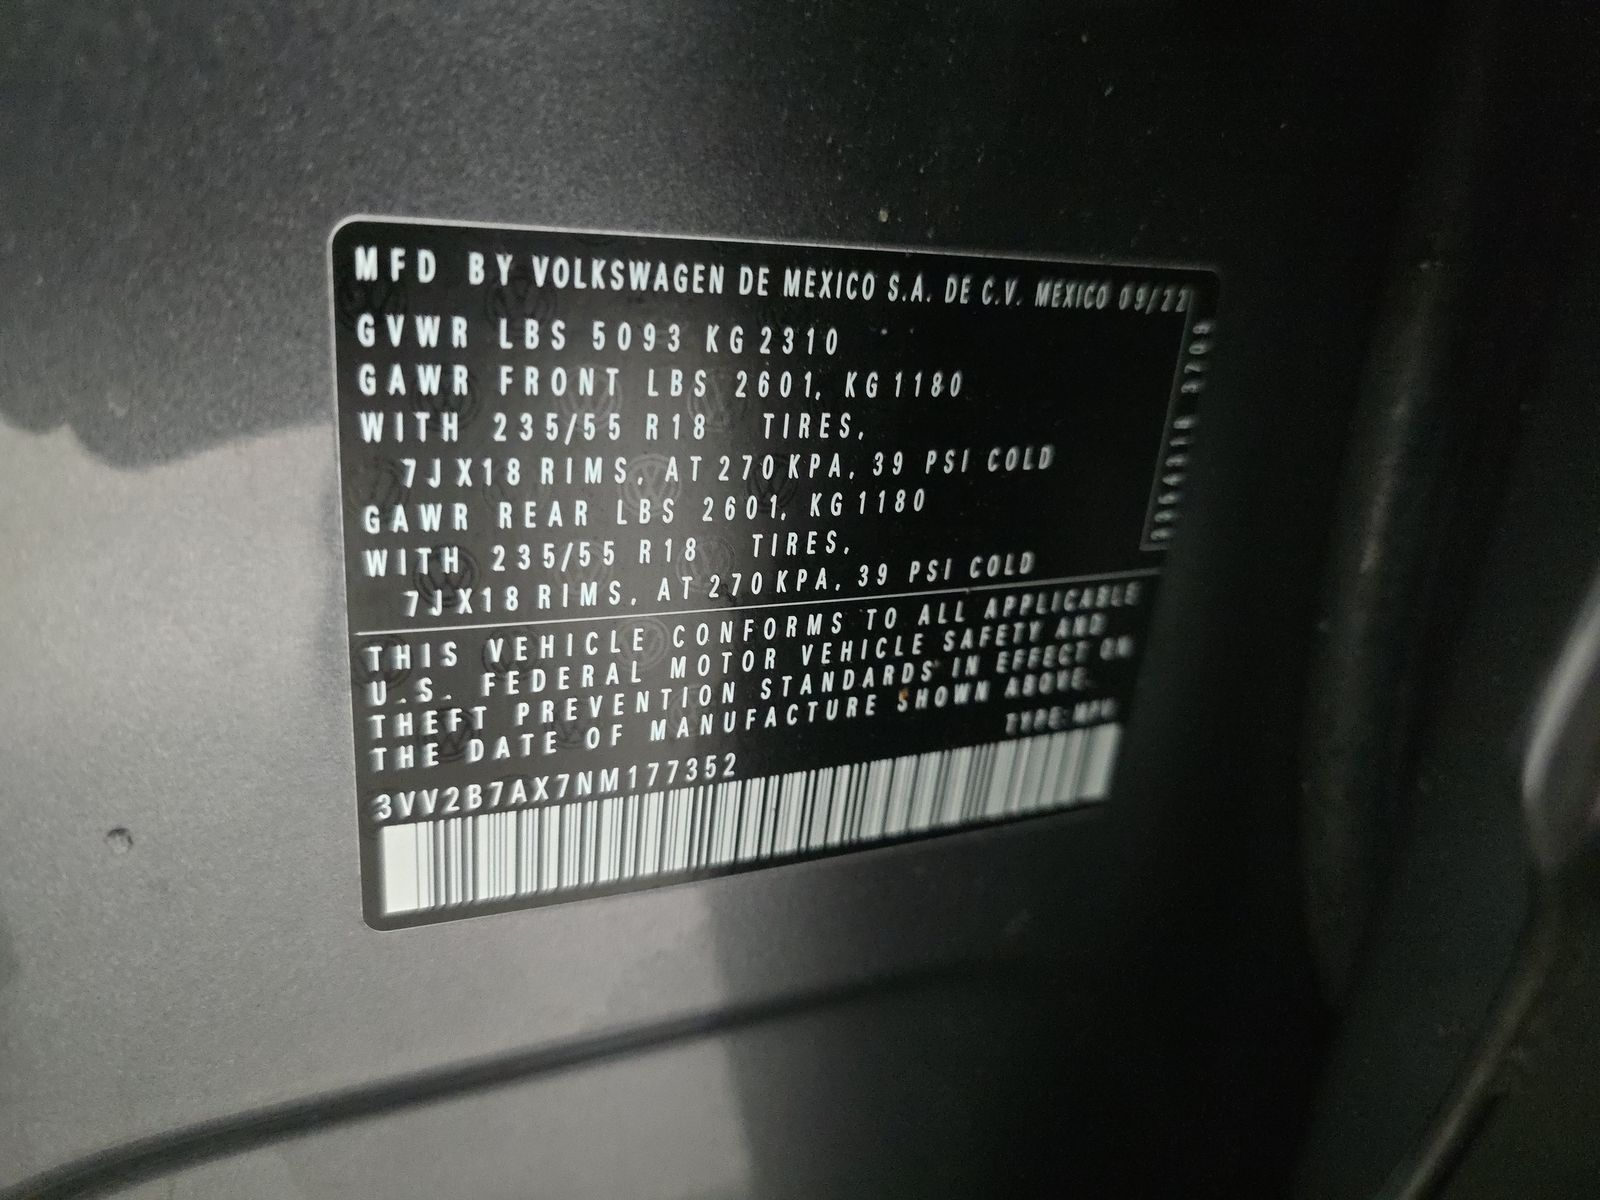 MFD BY VOLKSWAGEN DE MEXICO S.A. DE C.V. MEXICO 09/22
GVWR LBS 5093 KG 2310
GAWR FRONT LBS 2601, KG 1180
WITH 235/55 R18 TIRES,
7JX18 RIMS, AT 270 KPA, 39 PSI COLD
GAWR REAR LBS 2601, KG 1180
WITH 235/55 R18 TIRES,
7JX18 RIMS, AT 270 KPA, 39 PSI COLD
THIS VEHICLE CONFORMS TO ALL APPLICABLE
U.S. FEDERAL MOTOR VEHICLE SAFETY AND
THEFT PREVENTION STANDARDS IN EFFECT ON
THE DATE OF MANUFACTURE SHOWN ABOVE.
TYPE: MPV
3VV2B7AX7NM177352